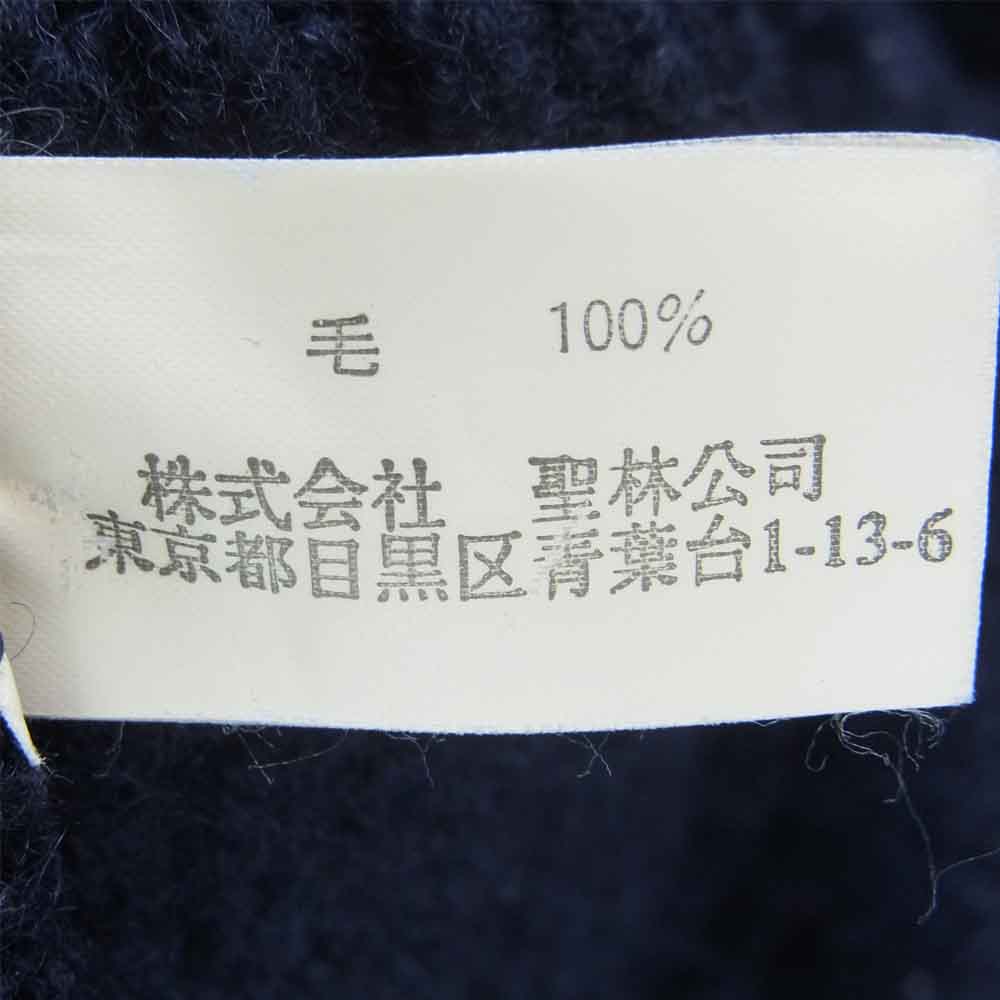 毛 100%
株式会社 聖林公司
東京都目黒区青葉台1-13-6